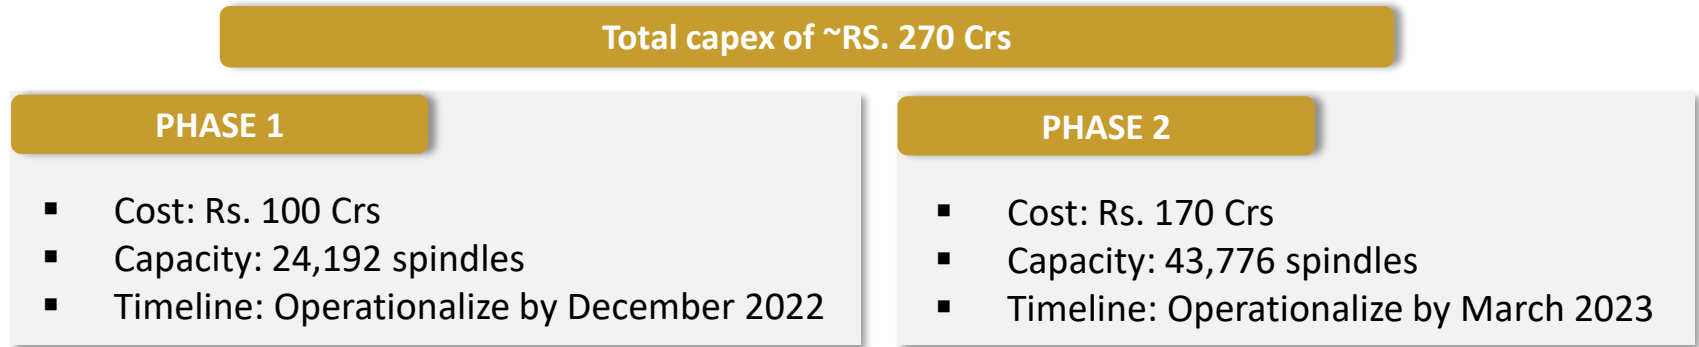 Total capex of ~RS. 270 Crs
PHASE 1
▪ Cost: Rs. 100 Crs
▪ Capacity: 24,192 spindles
▪ Timeline: Operationalize by December 2022
PHASE 2
▪ Cost: Rs. 170 Crs
▪ Capacity: 43,776 spindles
▪ Timeline: Operationalize by March 2023